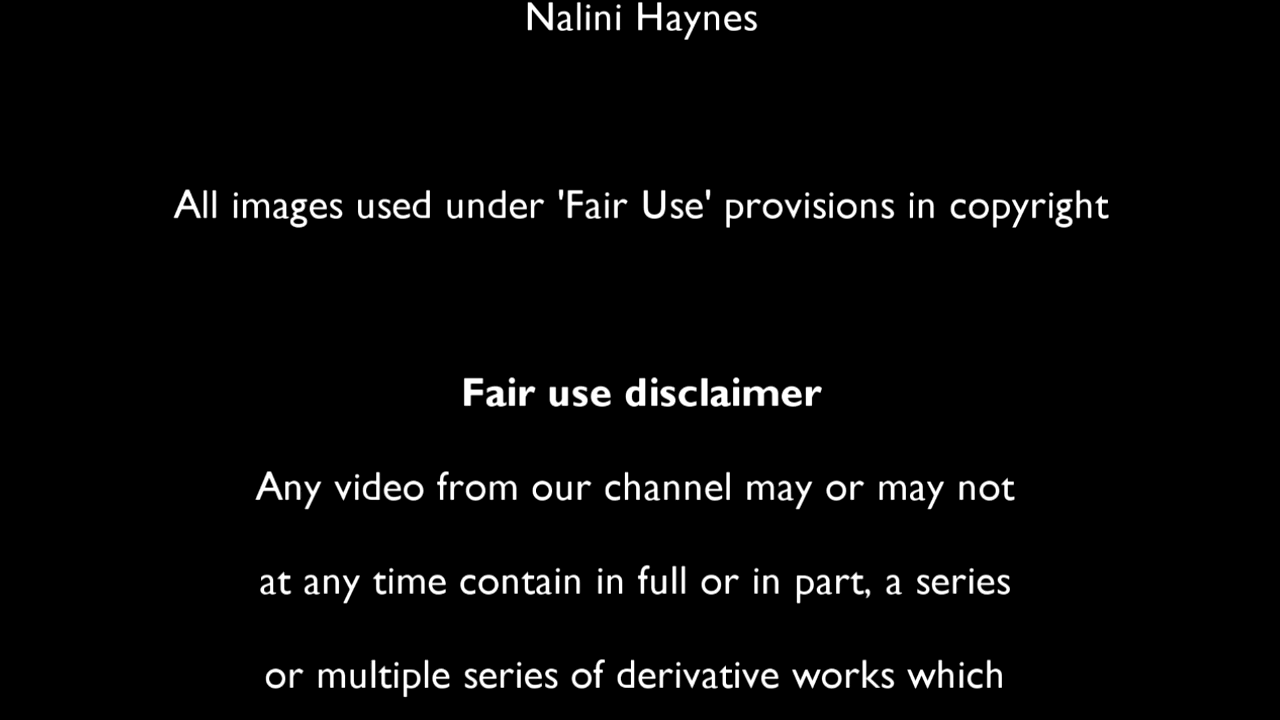 Nalini Haynes
All images used under 'Fair Use' provisions in copyright
Fair use disclaimer
Any video from our channel may or may not
at any time contain in full or in part, a series
or multiple series of derivative works which